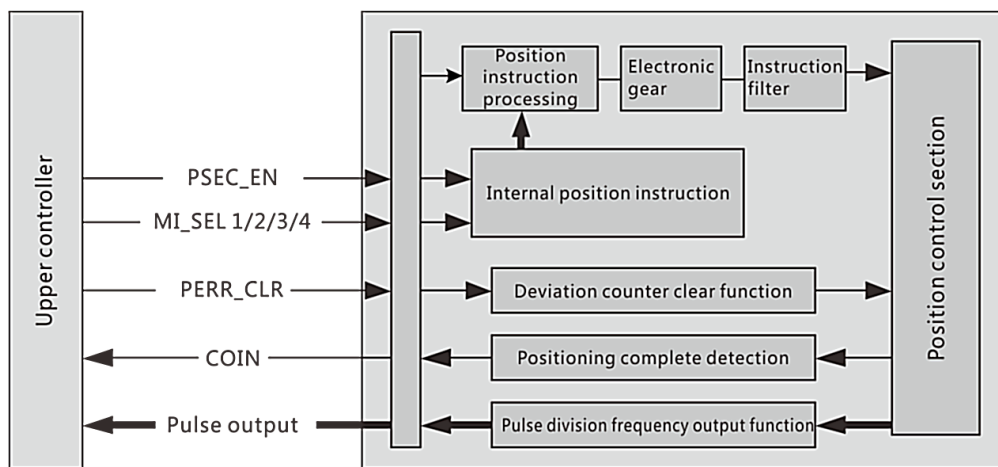 Upper controller
PSEC_EN
MI_SEL 1/2/3/4
PERR_CLR
COIN
Pulse output
Position
instruction
processing
Electronic
gear
Instruction
filter
Internal position instruction
Deviation counter clear function
Positioning complete detection
Pulse division frequency output function
Position control section